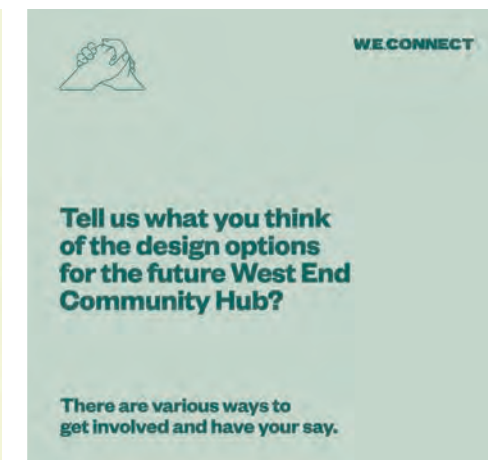 W.E.CONNECT
Tell us what you think
of the design options
for the future West End
Community Hub?
There are various ways to
get involved and have your say.